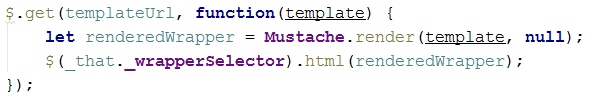 $.get(templateUrl, function(template) {
    let renderedWrapper = Mustache.render(template, null);
    $(_that._wrapperSelector).html(renderedWrapper);
});